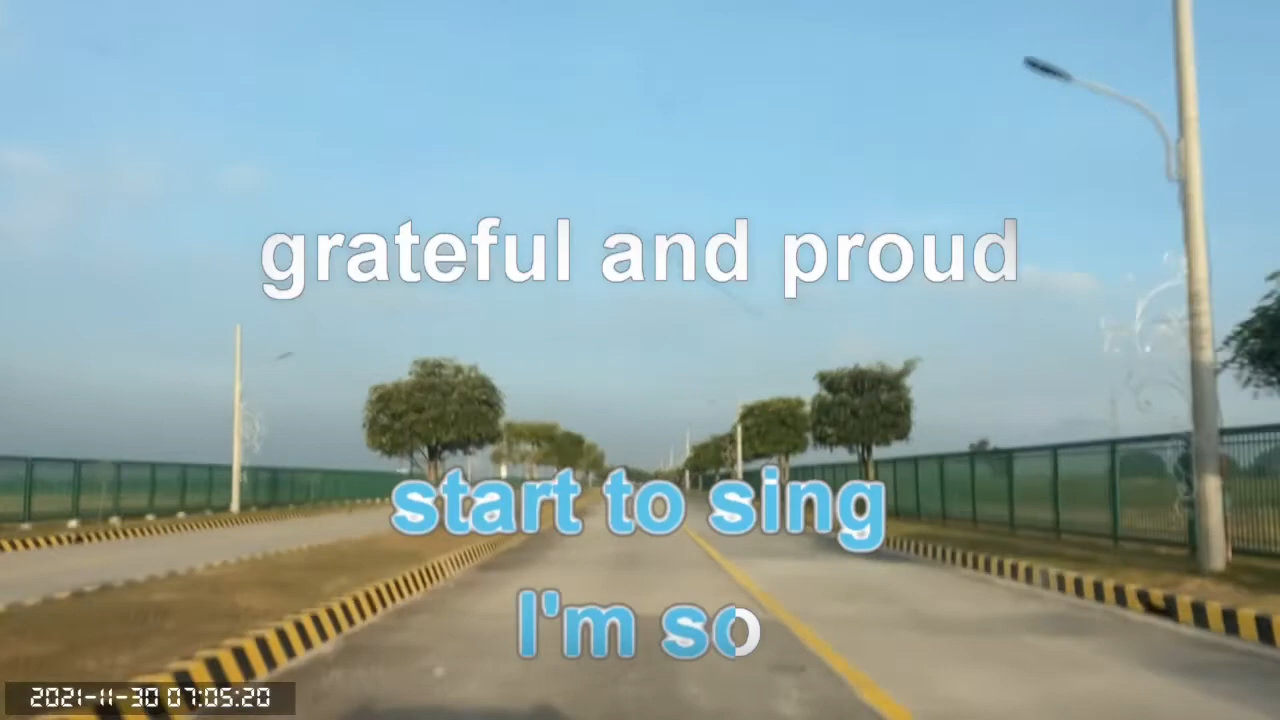 grateful and proud
start to sing
I'm so
2021-11-30 07:05:20